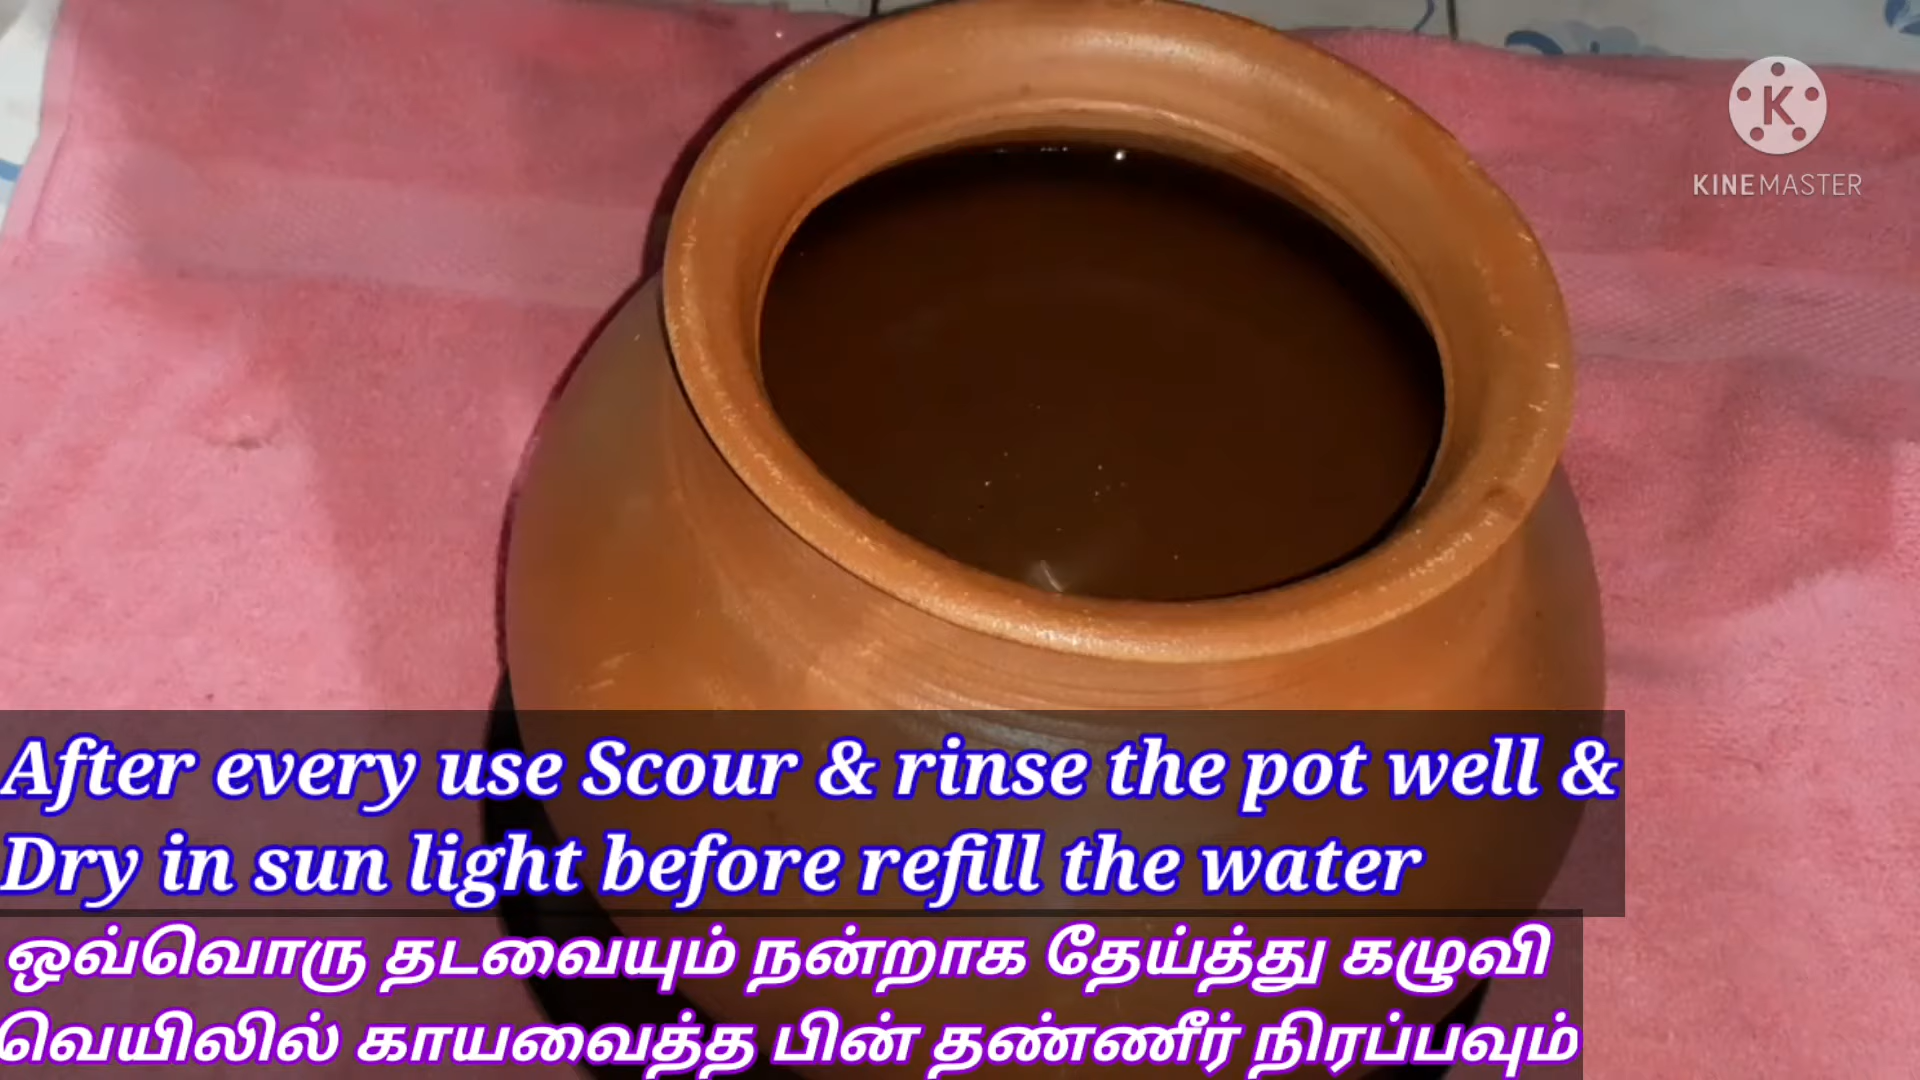 K
KINEMASTER
After every use Scour & rinse the pot well &
Dry in sun light before refill the water
ஒவ்வொரு தடவையும் நன்றாக தேய்த்து கழுவி
வெயிலில் காயவைத்த பின் தண்ணீர் நிரப்பவும்